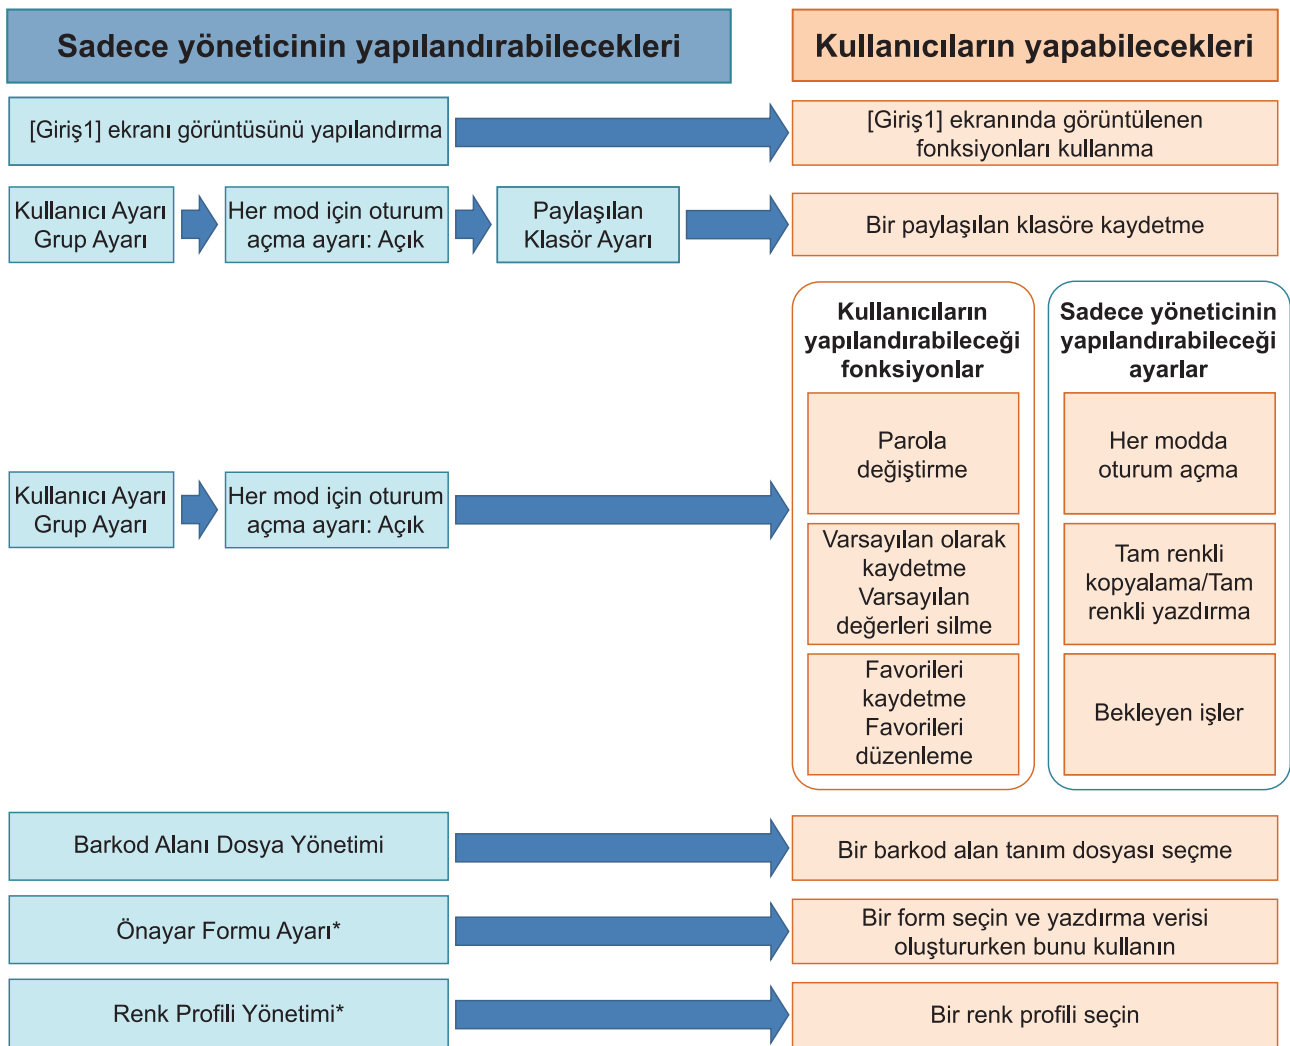 Sadece yöneticinin yapılandırabilecekleri
Kullanıcıların yapabilecekleri
[Giriş1] ekranı görüntüsünü yapılandırma
[Giriş1] ekranında görüntülenen
fonksiyonları kullanma
Kullanıcı Ayarı
Grup Ayarı
Her mod için oturum
açma ayarı: Açık
Paylaşılan
Klasör Ayarı
Bir paylaşılan klasöre kaydetme
Kullanıcı Ayarı
Grup Ayarı
Her mod için oturum
açma ayarı: Açık
Kullanıcıların
yapılandırabileceği
fonksiyonlar
Parola
değiştirme
Varsayılan olarak
kaydetme
Varsayılan
değerleri silme
Favorileri
kaydetme
Favorileri
düzenleme
Sadece yöneticinin
yapılandırabileceği
ayarlar
Her modda
oturum açma
Tam renkli
kopyalama/Tam
renkli yazdırma
Bekleyen işler
Barkod Alanı Dosya Yönetimi
Bir barkod alan tanım dosyası seçme
Önayar Formu Ayarı*
Bir form seçin ve yazdırma verisi
oluştururken bunu kullanın
Renk Profili Yönetimi*
Bir renk profili seçin